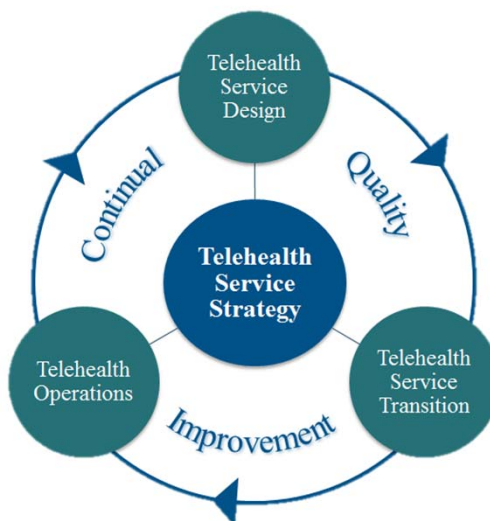 Telehealth
Service
Design
Continual
Quality
Telehealth
Service
Strategy
Telehealth
Operations
Telehealth
Service
Transition
Improvement